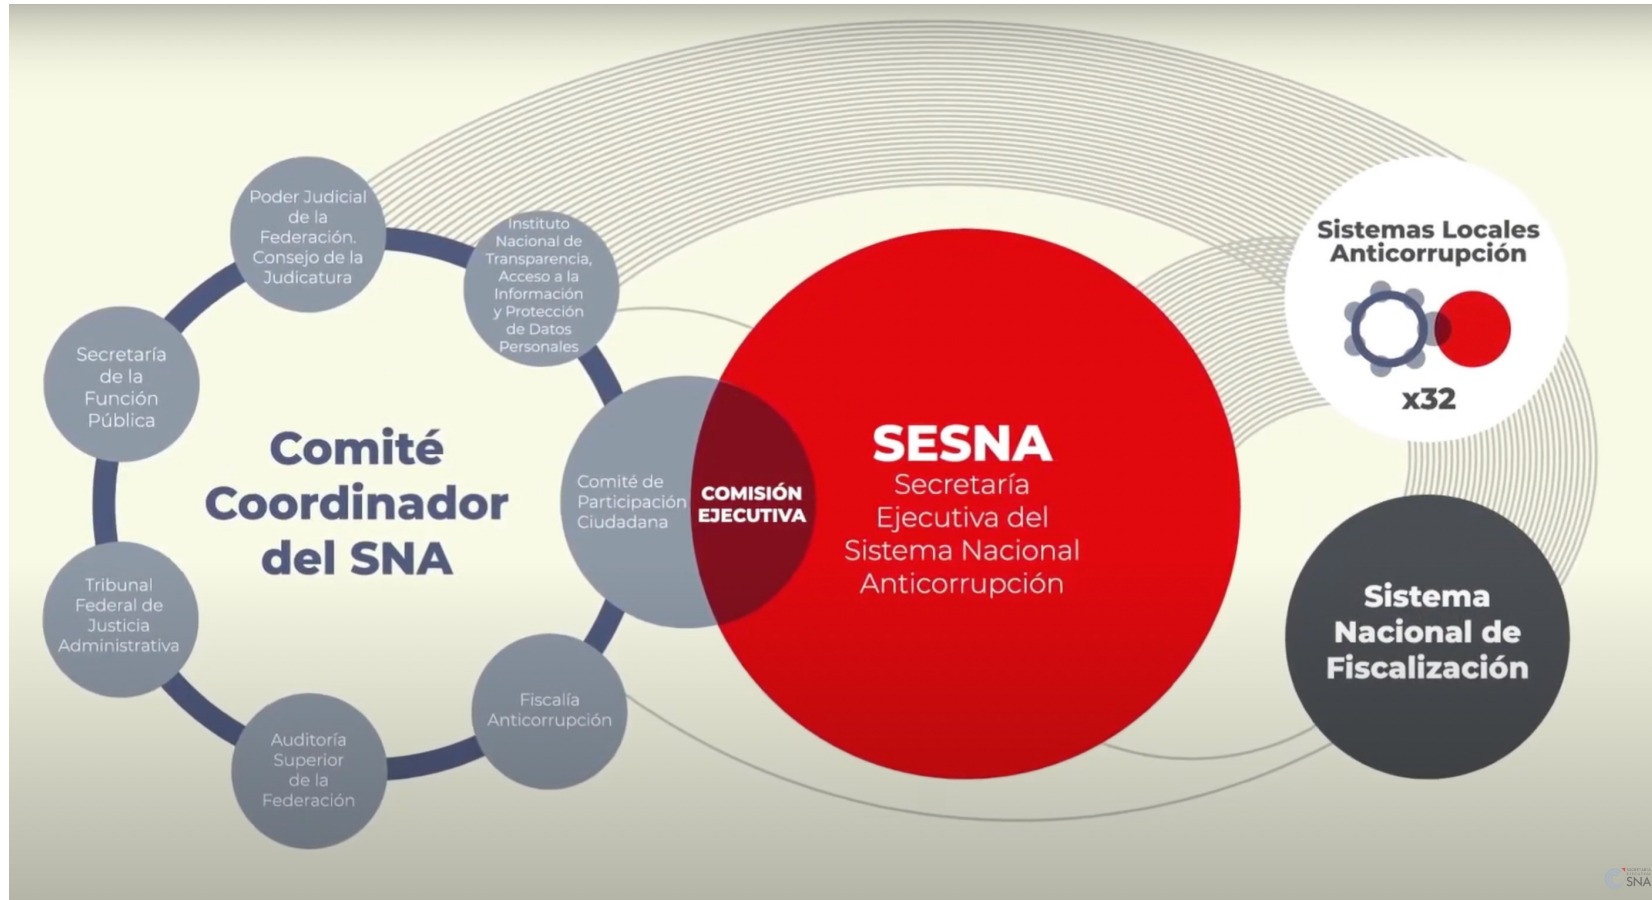 Poder Judicial
de la
Federación.
Consejo de la
Judicatura
Instituto
Nacional de
Transparencia,
Acceso a la
Información
y Protección
de Datos
Personales
Secretaría
de la
Función
Pública
Comité
Coordinador
del SNA
Comité de
Participación
Ciudadana
COMISIÓN
EJECUTIVA
Tribunal
Federal de
Justicia
Administrativa
Auditoría
Superior
de la
Federación
Fiscalía
Anticorrupción
SESNA
Secretaría
Ejecutiva del
Sistema Nacional
Anticorrupción
Sistemas Locales
Anticorrupción
x32
Sistema
Nacional de
Fiscalización
SNA